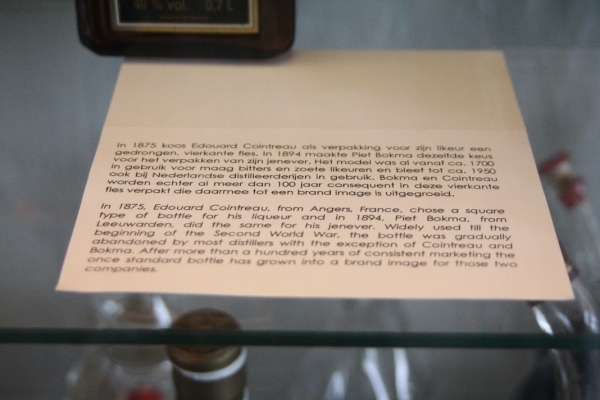 40 % vol. 0,7 L
In 1875 koos Edouard Cointreau als verpakking voor zijn likeur een
gedrongen, vierkante fles. In 1894 maakte Piet Bokma dezelfde keus
voor het verpakken van zijn jenever. Het model was al vanaf ca. 1700
in gebruik voor maag bitters en zoete likeuren en bleef tot ca. 1950
ook bij Nederlandse distilleerderijen in gebruik. Bokma en Cointreau
worden echter al meer dan 100 jaar consequent in deze vierkante
fles verpakt die daarmee tot een brand image is uitgegroeid.
In 1875, Edouard Cointreau, from Angers, France, chose a square
type of bottle for his liqueur and in 1894, Piet Bokma, from
Leeuwarden, did the same for his jenever. Widely used till the
beginning of the Second World War, the bottle was gradually
abandoned by most distillers with the exception of Cointreau and
Bokma. After more than a hundred years of consistent marketing the
once standard bottle has grown into a brand image for those two
companies.